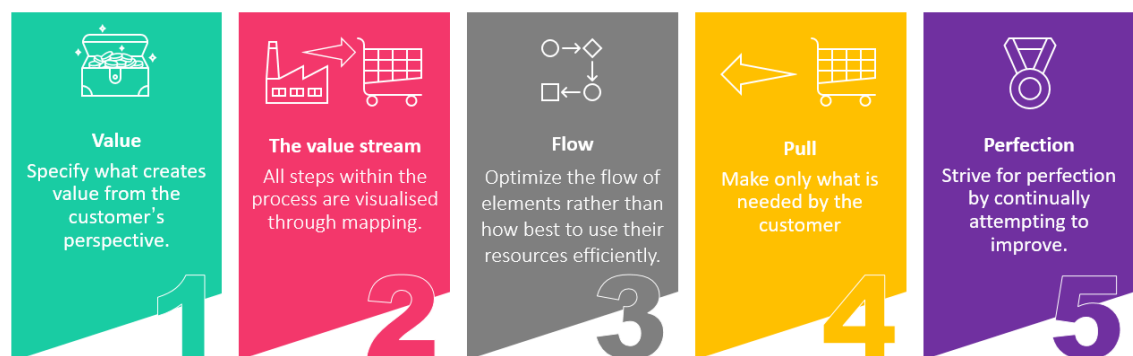 Value
Specify what creates
value from the
customer's
perspective.
1
The value stream
All steps within the
process are visualised
through mapping.
2
Flow
Optimize the flow of
elements rather than
how best to use their
resources efficiently.
3
Pull
Make only what is
needed by the
customer
4
Perfection
Strive for perfection
by continually
attempting to
improve.
5